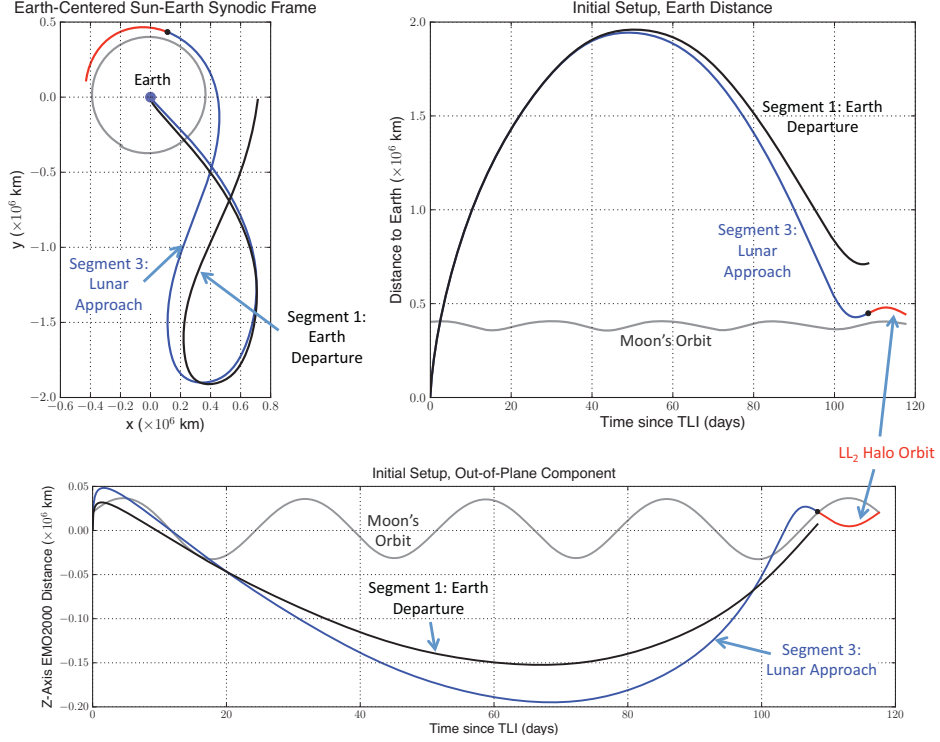 Earth-Centered Sun-Earth Synodic Frame
0.5
0.0
−0.5
−1.0
−1.5
−2.0
y (×10⁶ km)
−0.6 −0.4 −0.2 0.0 0.2 0.4 0.6 0.8
x (×10⁶ km)
Earth
Segment 3:
Lunar
Approach
Segment 1:
Earth
Departure
Initial Setup, Earth Distance
2.0
1.5
1.0
0.5
0.0
Distance to Earth (×10⁶ km)
0 20 40 60 80 100 120
Time since TLI (days)
Segment 1: Earth
Departure
Segment 3:
Lunar
Approach
Moon's Orbit
LL₂ Halo Orbit
Initial Setup, Out-of-Plane Component
0.05
0.00
−0.05
−0.10
−0.15
−0.20
Z-Axis EMO2000 Distance (×10⁶ km)
0 20 40 60 80 100 120
Time since TLI (days)
Moon's
Orbit
Segment 1: Earth
Departure
Segment 3:
Lunar Approach